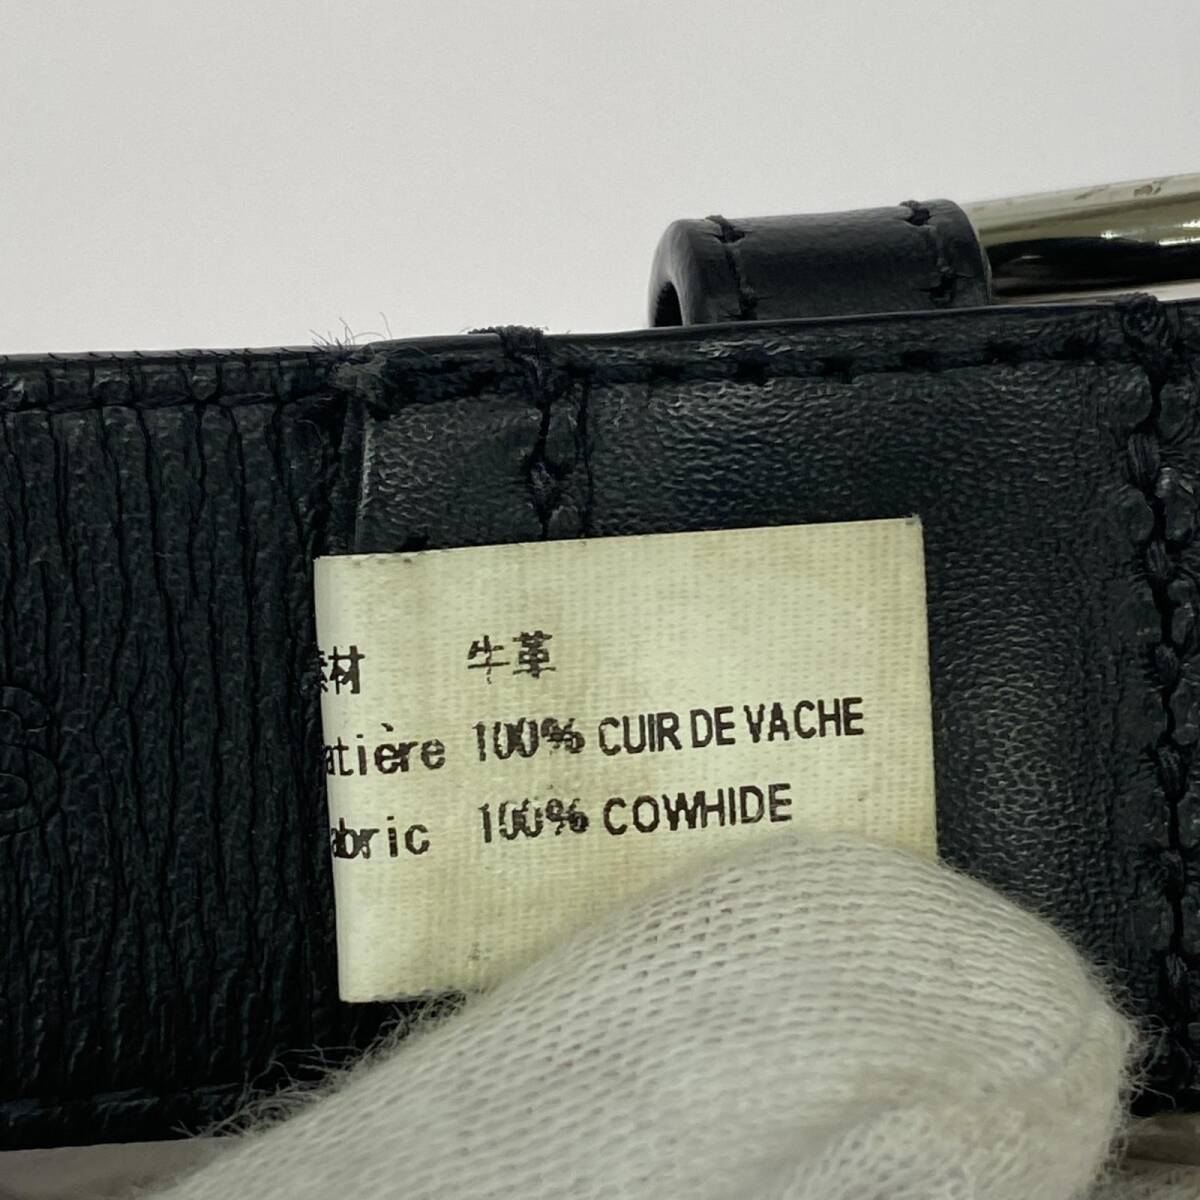 素材 牛革
atière 100% CUIR DE VACHE
abric 100% COWHIDE